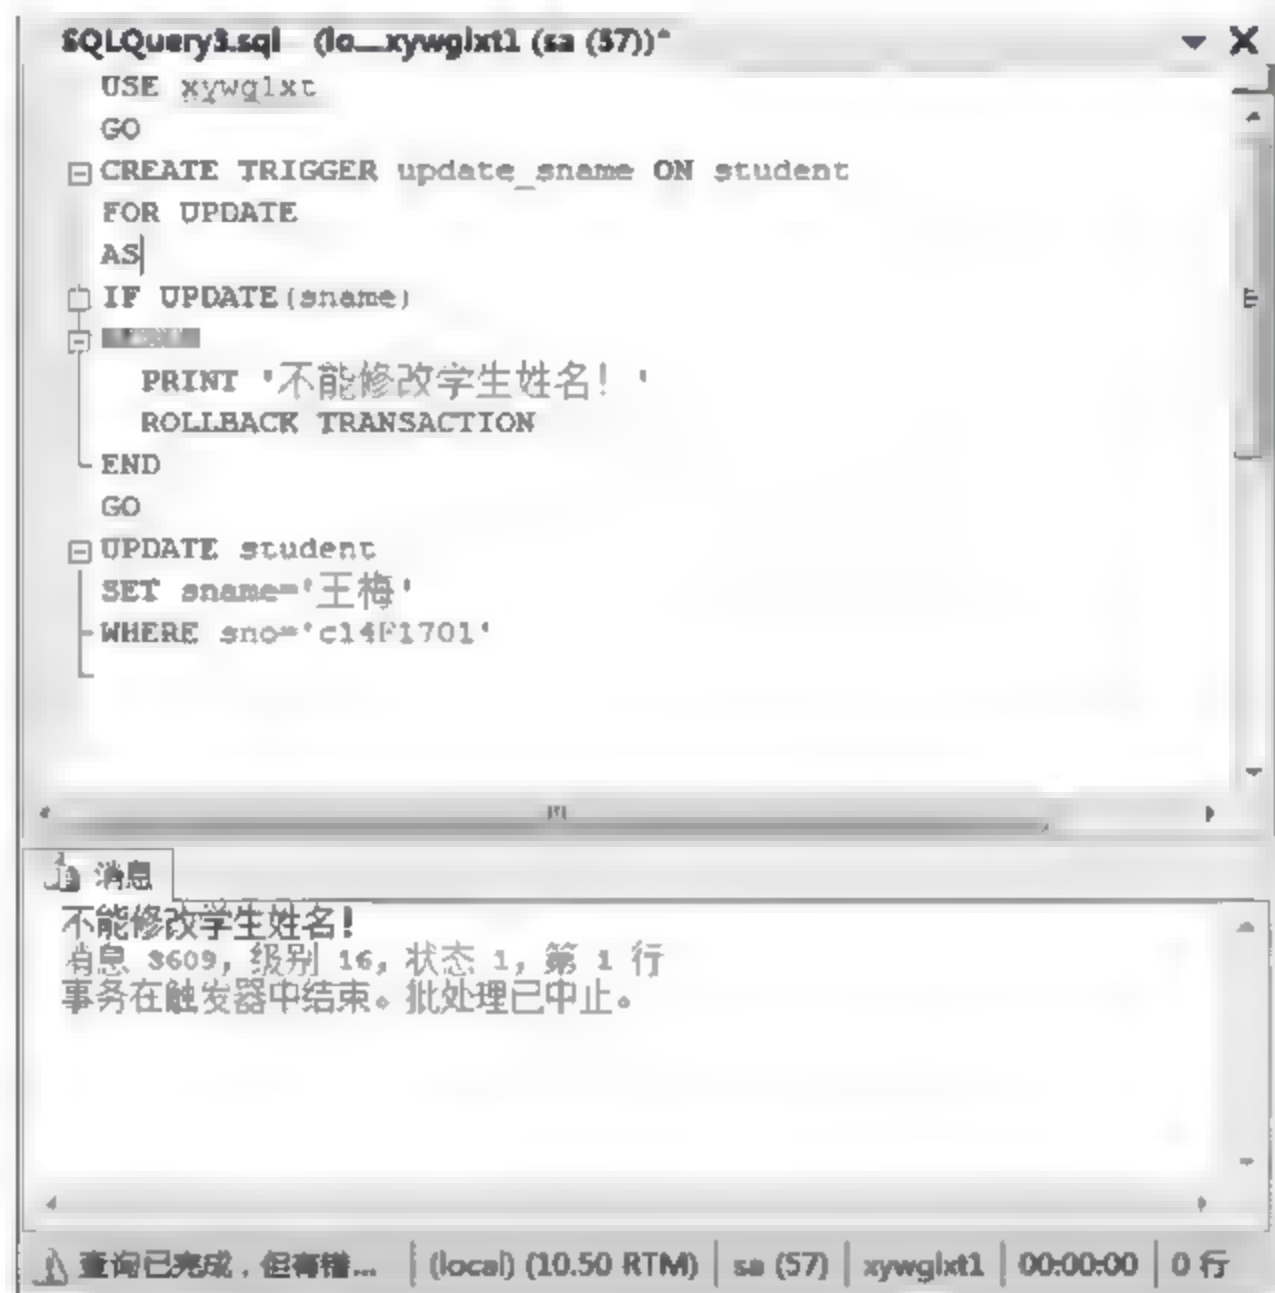 SQLQuery3.sql (lo...xywglxt1 (sa (57))*
USE xywglxt
GO
CREATE TRIGGER update_sname ON student
FOR UPDATE
AS
IF UPDATE(sname)
PRINT '不能修改学生姓名！'
ROLLBACK TRANSACTION
END
GO
UPDATE student
SET sname='王梅'
WHERE sno='c14F1701'
消息
不能修改学生姓名！
消息 3609，级别 16，状态 1，第 1 行
事务在触发器中结束。批处理已中止。
查询已完成，但有错... (local) (10.50 RTM) sa (57) xywglxt1 00:00:00 0 行